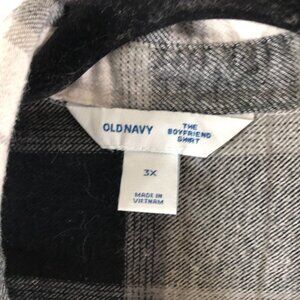 OLD NAVY
THE
BOYFRIEND
SHIRT
3X
MADE IN
VIETNAM